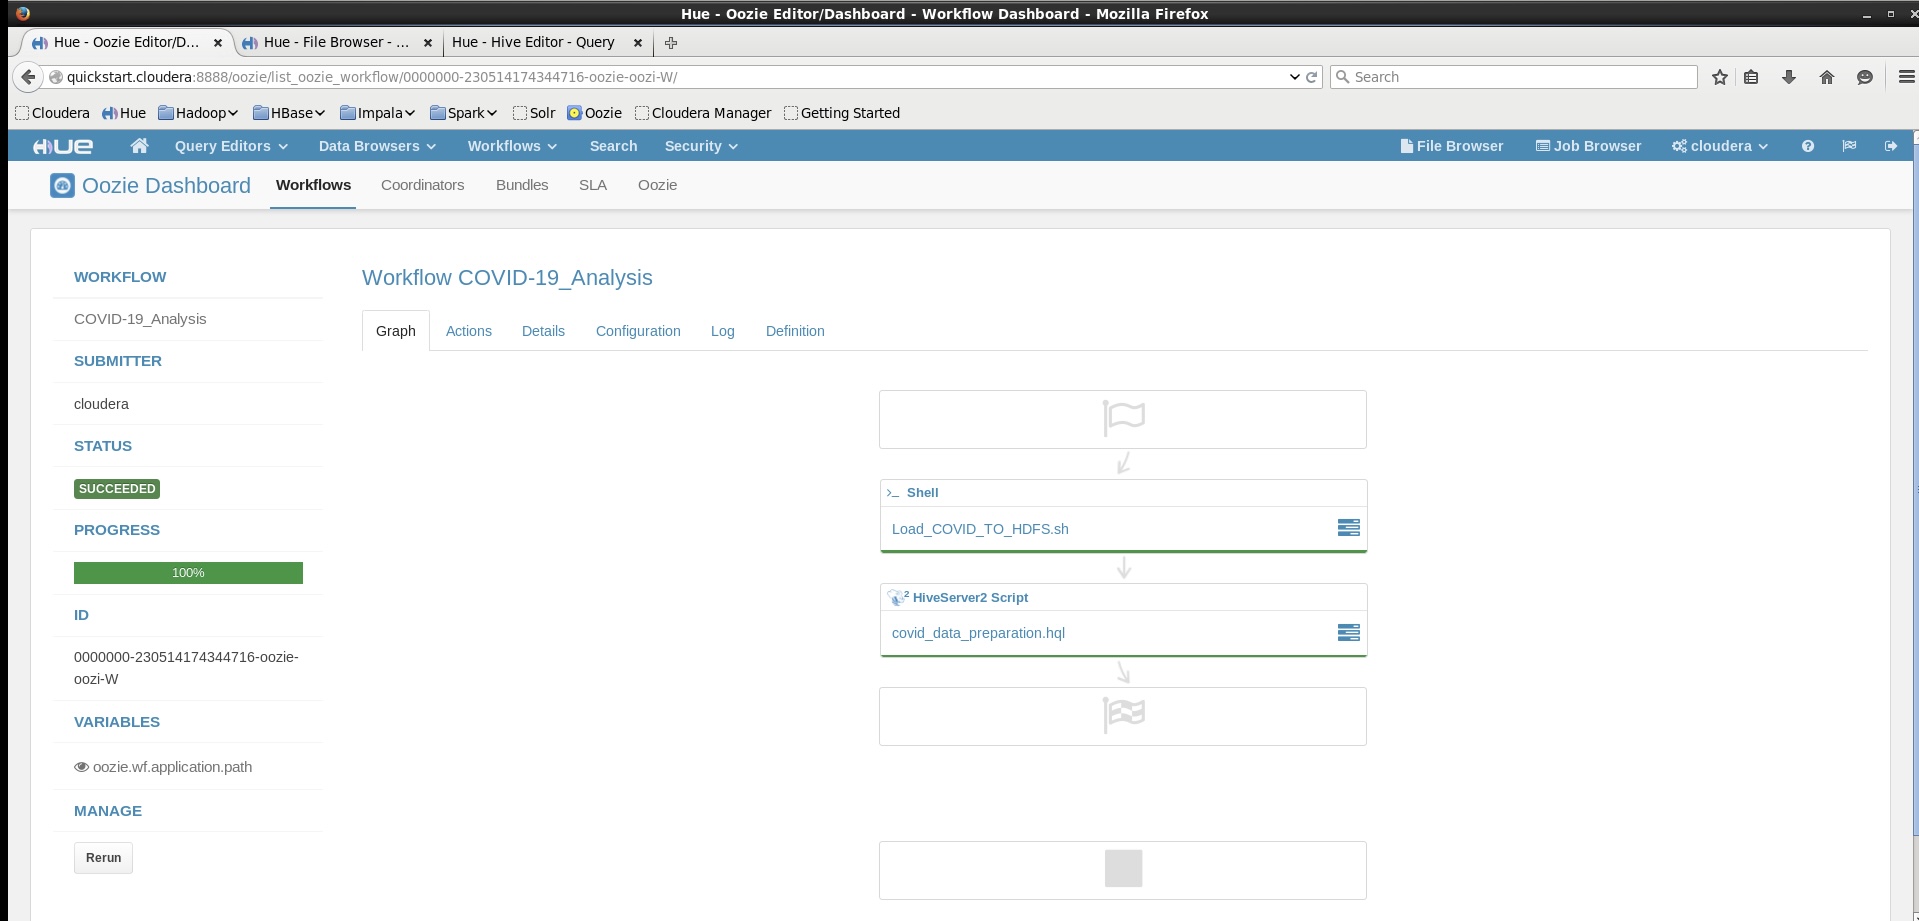 Hue - Oozie Editor/Dashboard - Workflow Dashboard - Mozilla Firefox
Hue - Oozie Editor/D... Hue - File Browser - ... Hue - Hive Editor - Query
quickstart.cloudera:8888/oozie/list_oozie_workflow/0000000-230514174344716-oozie-oozi-W/ Search
Cloudera Hue Hadoop HBase Impala Spark Solr Oozie Cloudera Manager Getting Started
HUE Query Editors Data Browsers Workflows Search Security File Browser Job Browser cloudera ?
Oozie Dashboard Workflows Coordinators Bundles SLA Oozie
WORKFLOW
COVID-19_Analysis
SUBMITTER
cloudera
STATUS
SUCCEEDED
PROGRESS
100%
ID
0000000-230514174344716-oozie-
oozi-W
VARIABLES
oozie.wf.application.path
MANAGE
Rerun
Workflow COVID-19_Analysis
Graph Actions Details Configuration Log Definition
Shell
Load_COVID_TO_HDFS.sh
2 HiveServer2 Script
covid_data_preparation.hql